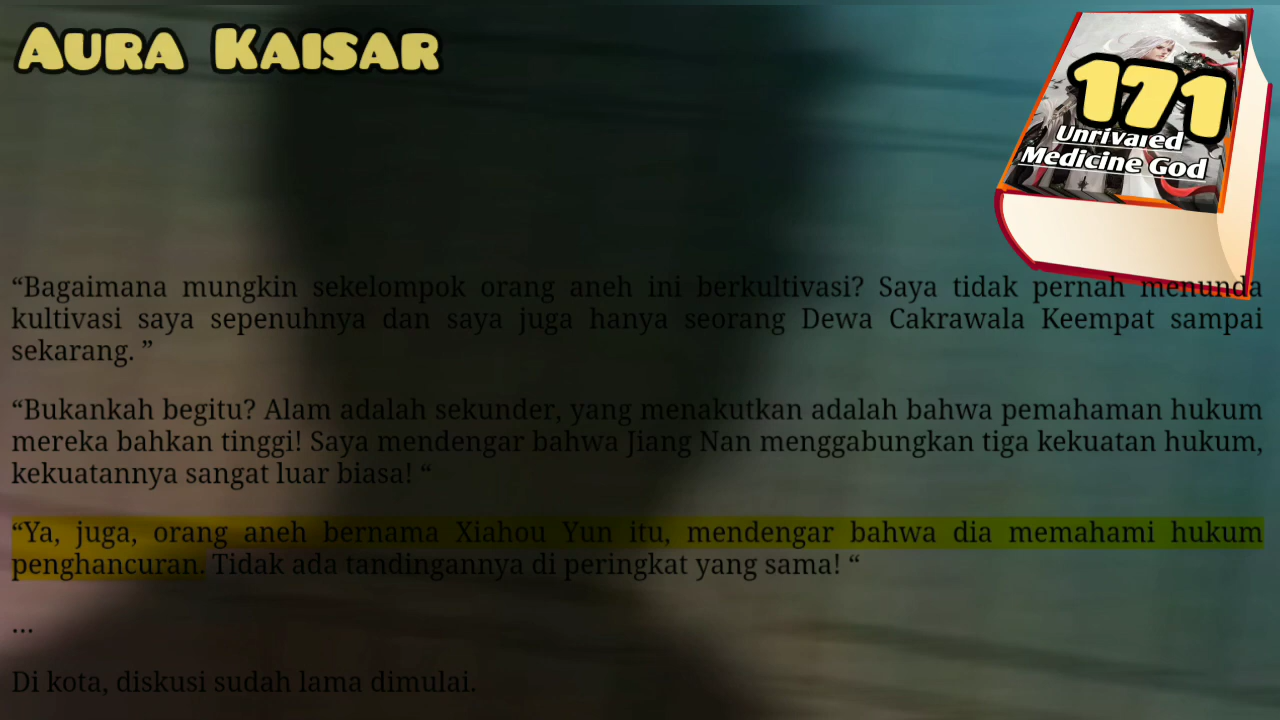 Aura Kaisar
171
Unrivaled
Medicine God
“Bagaimana mungkin sekelompok orang aneh ini berkultivasi? Saya tidak pernah menunda
kultivasi saya sepenuhnya dan saya juga hanya seorang Dewa Cakrawala Keempat sampai
sekarang. ”
“Bukankah begitu? Alam adalah sekunder, yang menakutkan adalah bahwa pemahaman hukum
mereka bahkan tinggi! Saya mendengar bahwa Jiang Nan menggabungkan tiga kekuatan hukum,
kekuatannya sangat luar biasa! “
“Ya, juga, orang aneh bernama Xiahou Yun itu, mendengar bahwa dia memahami hukum
penghancuran. Tidak ada tandingannya di peringkat yang sama! “
...
Di kota, diskusi sudah lama dimulai.